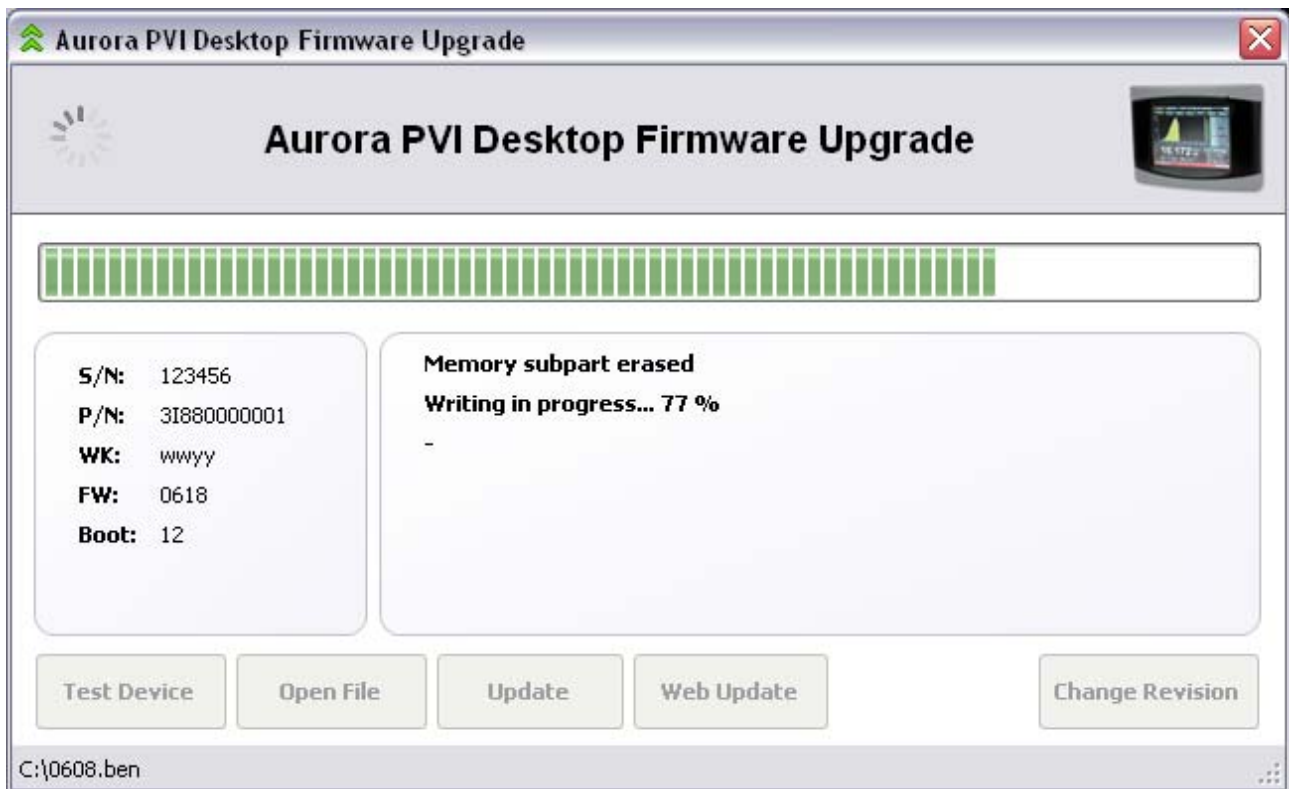 Aurora PVI Desktop Firmware Upgrade
Aurora PVI Desktop Firmware Upgrade
S/N: 123456
P/N: 3I880000001
WK: wwyy
FW: 0618
Boot: 12
Memory subpart erased
Writing in progress... 77 %
-
Test Device
Open File
Update
Web Update
Change Revision
C:\0608.ben